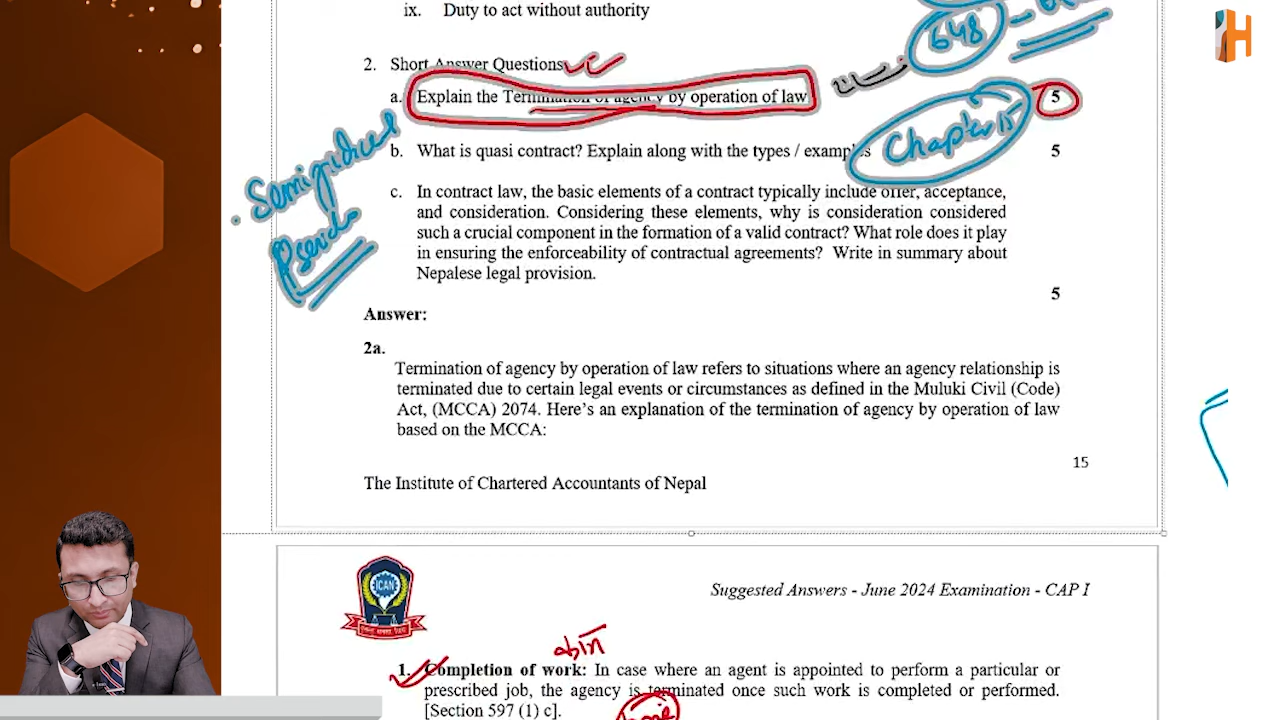 ix. Duty to act without authority
648 -
H
2. Short Answer Questions
a. Explain the Termination of agency by operation of law 5
Chapter 15
b. What is quasi contract? Explain along with the types / examples 5
c. In contract law, the basic elements of a contract typically include offer, acceptance,
and consideration. Considering these elements, why is consideration considered
such a crucial component in the formation of a valid contract? What role does it play
in ensuring the enforceability of contractual agreements? Write in summary about
Nepalese legal provision.
5
Answer:
2a.
Termination of agency by operation of law refers to situations where an agency relationship is
terminated due to certain legal events or circumstances as defined in the Muluki Civil (Code)
Act, (MCCA) 2074. Here's an explanation of the termination of agency by operation of law
based on the MCCA:
15
The Institute of Chartered Accountants of Nepal
ICAN
Suggested Answers - June 2024 Examination - CAP I
काम
1. Completion of work: In case where an agent is appointed to perform a particular or
prescribed job, the agency is terminated once such work is completed or performed.
[Section 597 (1) c].